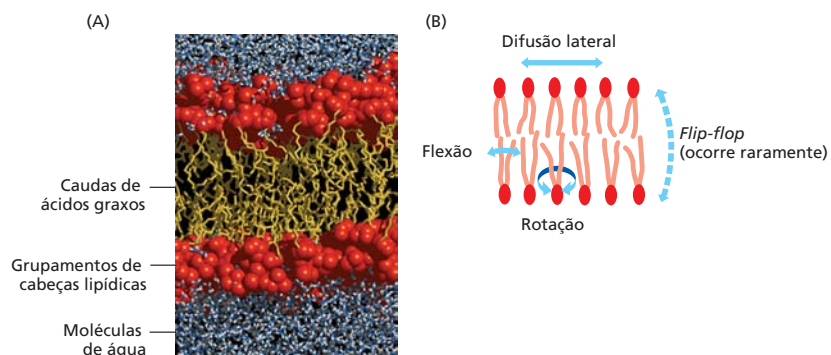 (A)
Caudas de
ácidos graxos
Grupamentos de
cabeças lipídicas
Moléculas
de água
(B)
Difusão lateral
Flexão
Flip-flop
(ocorre raramente)
Rotação